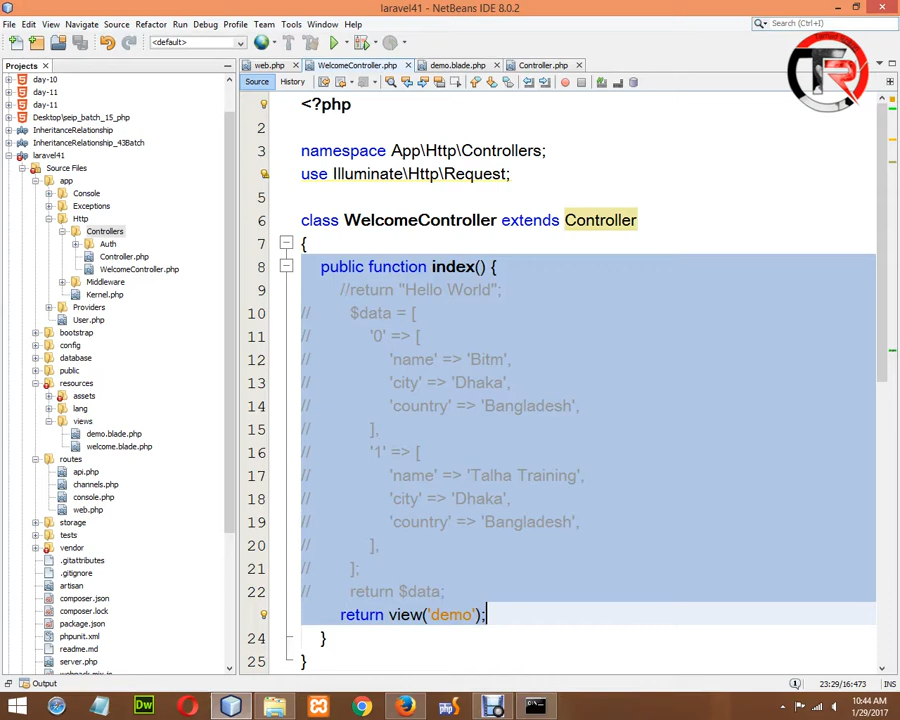 laravel41 - NetBeans IDE 8.0.2
File Edit View Navigate Source Refactor Run Debug Profile Team Tools Window Help
Search (Ctrl+I)
<default>
Projects
web.php
WelcomeController.php
demo.blade.php
Controller.php
Source
History
day-10
day-11
day-11
Desktop\seip_batch_15_php
InheritanceRelationship
InheritanceRelationship_43Batch
laravel41
Source Files
app
Console
Exceptions
Http
Controllers
Auth
Controller.php
WelcomeController.php
Middleware
Kernel.php
Providers
User.php
bootstrap
config
database
public
resources
assets
lang
views
demo.blade.php
welcome.blade.php
routes
api.php
channels.php
console.php
web.php
storage
tests
vendor
.gitattributes
.gitignore
artisan
composer.json
composer.lock
package.json
phpunit.xml
readme.md
server.php
webpack.mix.js
<?php
2
3 namespace App\Http\Controllers;
use Illuminate\Http\Request;
5
6 class WelcomeController extends Controller
7 {
8 public function index() {
9 //return "Hello World";
10 // $data = [
11 // '0' => [
12 // 'name' => 'Bitm',
13 // 'city' => 'Dhaka',
14 // 'country' => 'Bangladesh',
15 // ],
16 // '1' => [
17 // 'name' => 'Talha Training',
18 // 'city' => 'Dhaka',
19 // 'country' => 'Bangladesh',
20 // ],
21 // ];
22 // return $data;
return view('demo');
24 }
25 }
Output
23:29/16:473
INS
10:44 AM
1/29/2017